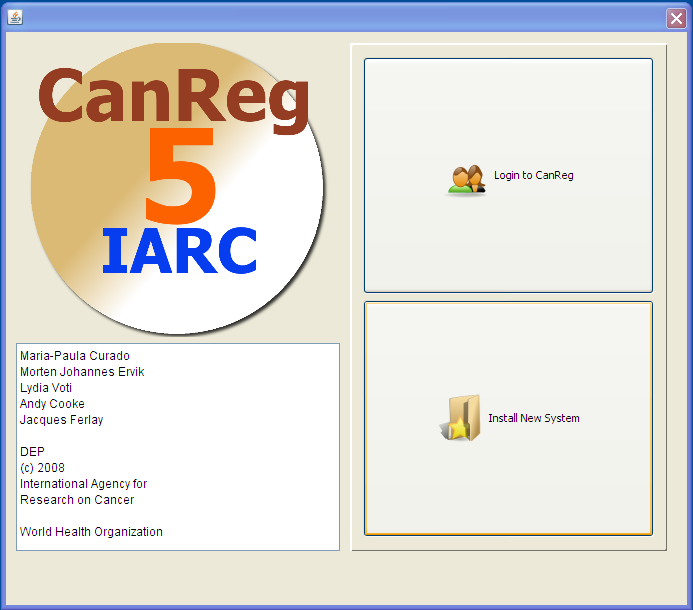 CanReg
5
IARC
Maria-Paula Curado
Morten Johannes Ervik
Lydia Voti
Andy Cooke
Jacques Ferlay
DEP
(c) 2008
International Agency for
Research on Cancer
World Health Organization
Login to CanReg
Install New System